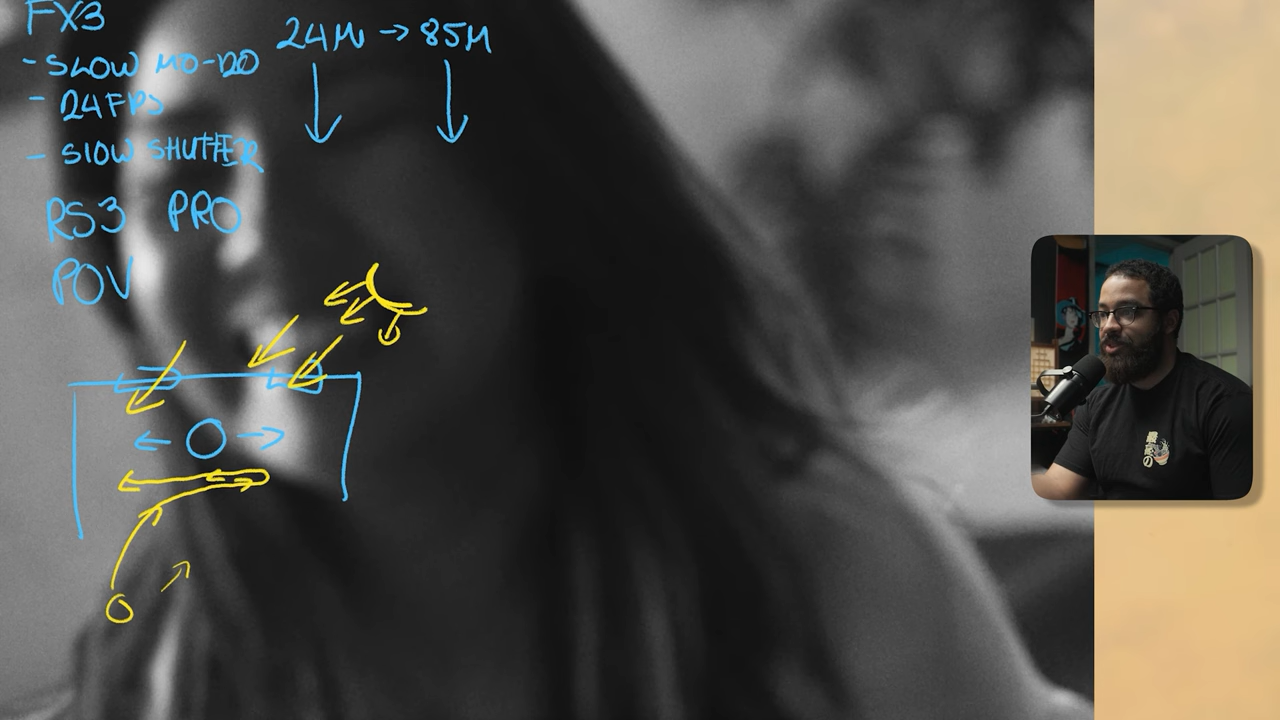 FX3
24M → 85M
- SLOW MO-120
- 24FPS
- SLOW SHUTTER
RS3 PRO
POV